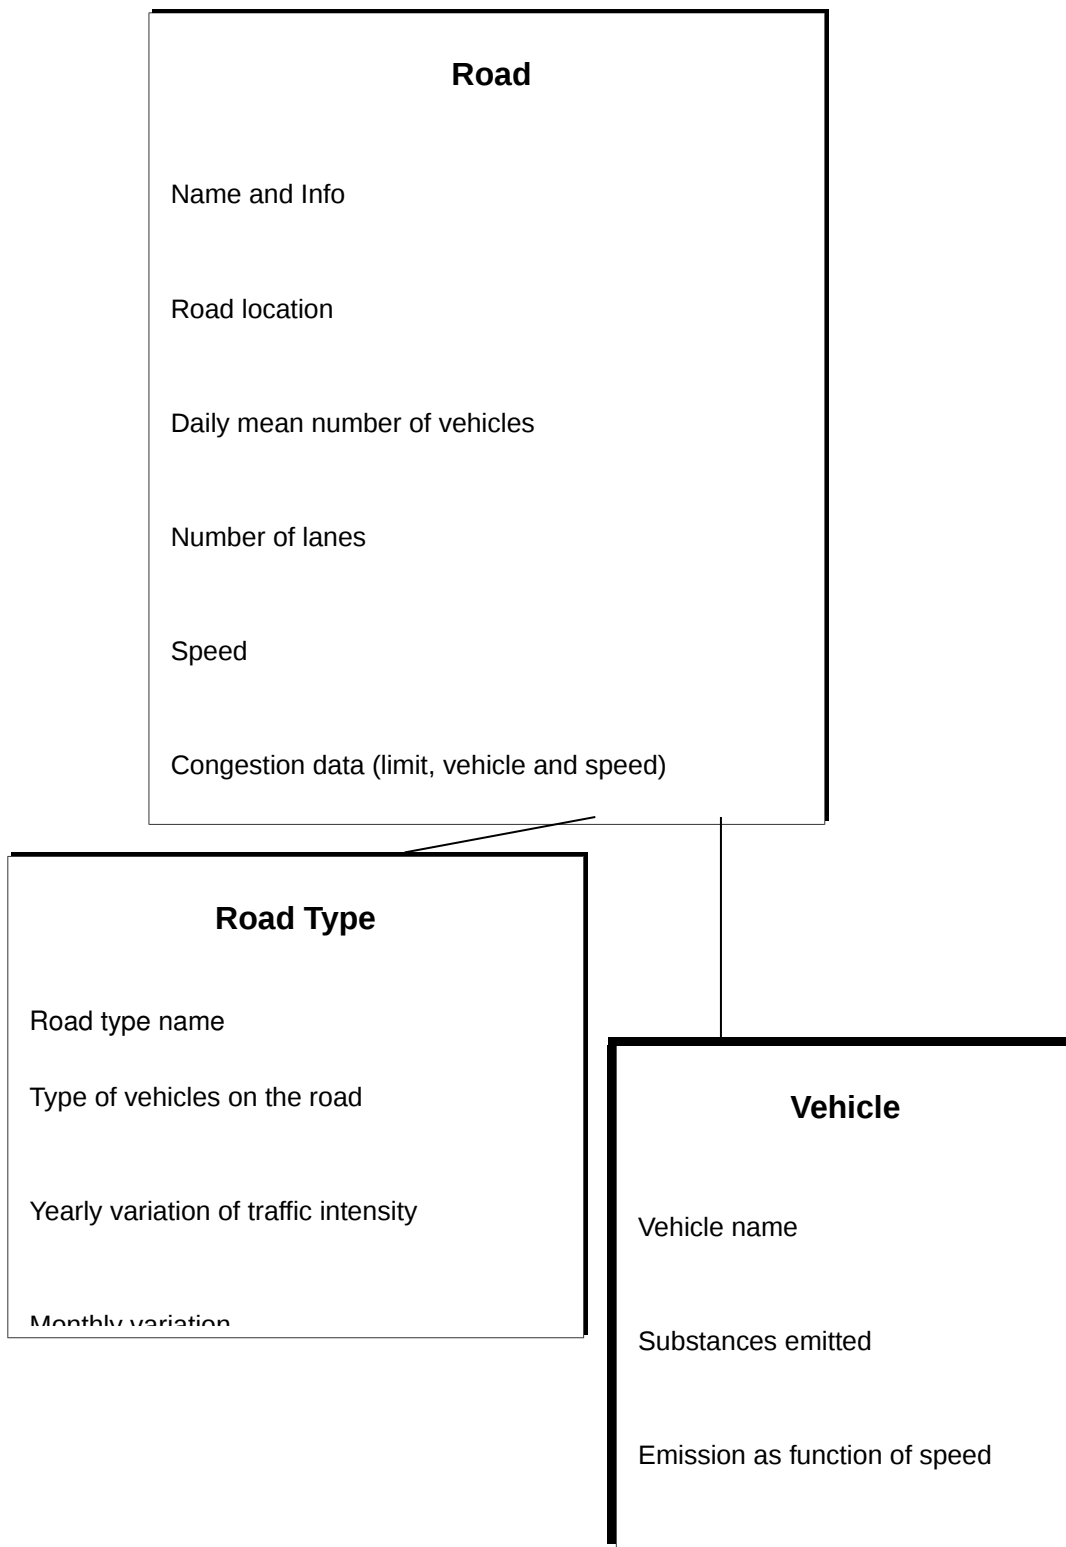 Road
Name and Info
Road location
Daily mean number of vehicles
Number of lanes
Speed
Congestion data (limit, vehicle and speed)
Road Type
Road type name
Type of vehicles on the road
Yearly variation of traffic intensity
Monthly variation
Vehicle
Vehicle name
Substances emitted
Emission as function of speed